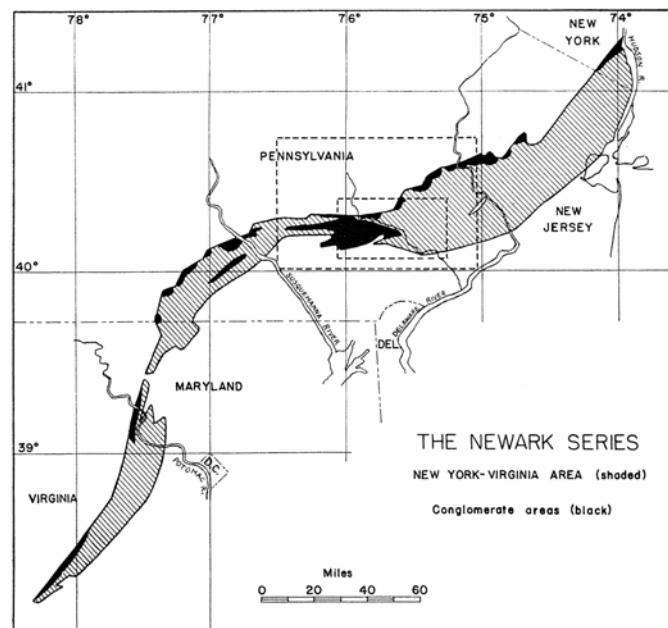 78° 77° 76° 75° 74°
NEW
YORK
HUDSON R.
41°
PENNSYLVANIA
NEW
JERSEY
40°
SUSQUEHANNA
RIVER
DELAWARE RIVER
DEL.
MARYLAND
39°
D.C.
POTOMAC R.
VIRGINIA
THE NEWARK SERIES
NEW YORK-VIRGINIA AREA (shaded)
Conglomerate areas (black)
Miles
0 10 20 30 40 60